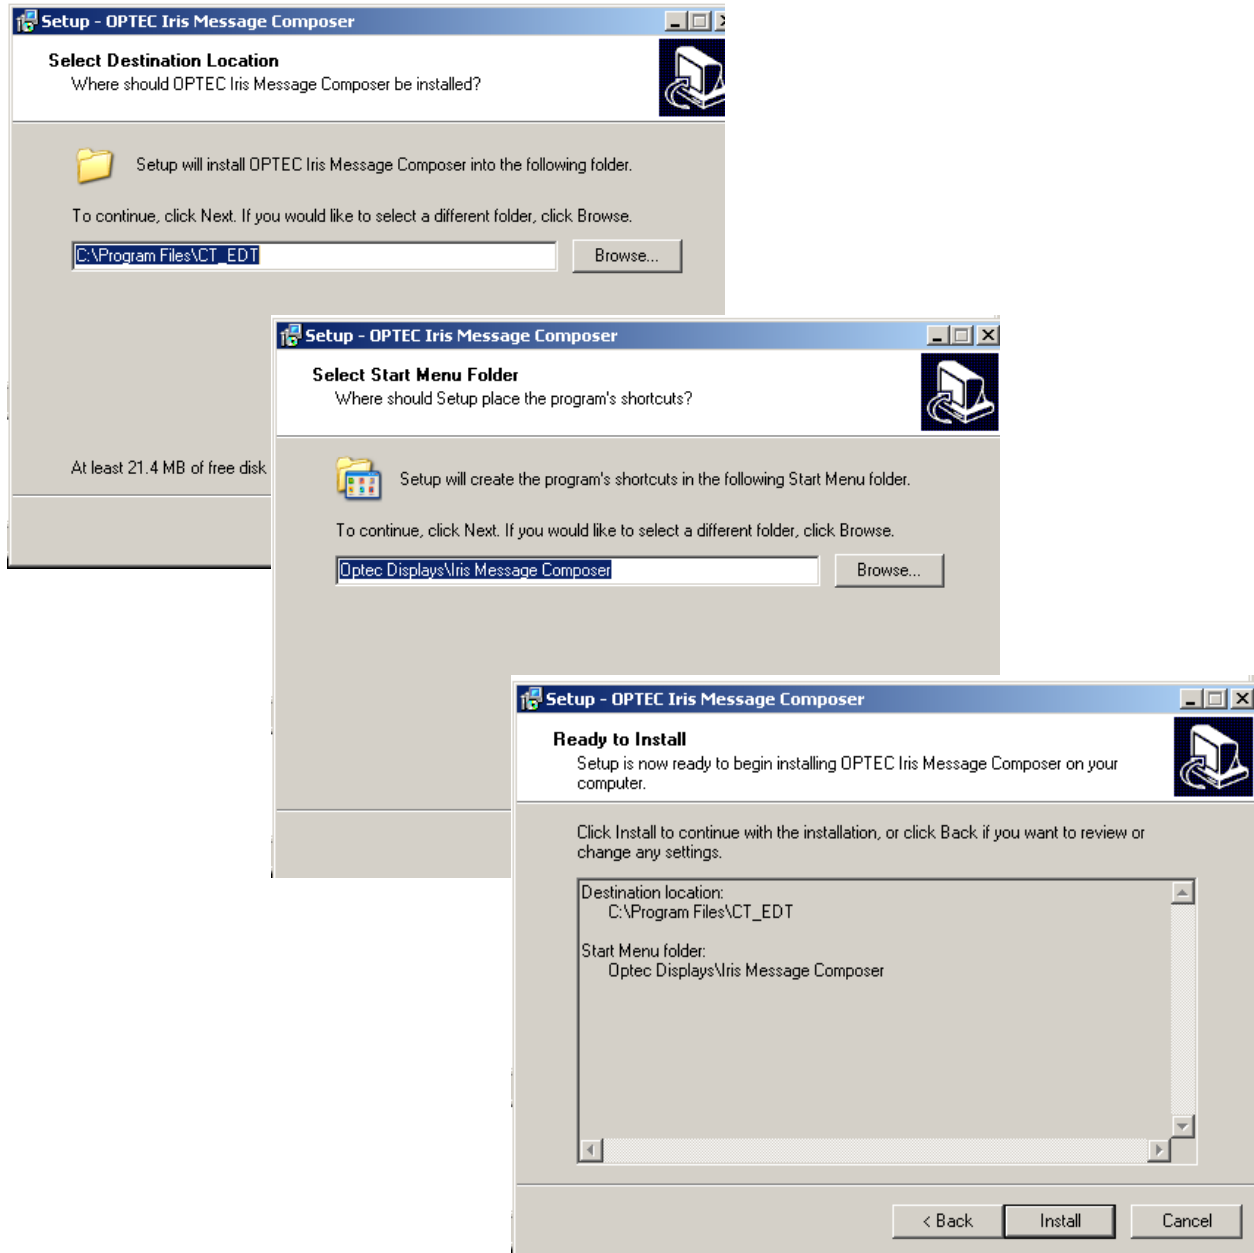 Setup - OPTEC Iris Message Composer
Select Destination Location
Where should OPTEC Iris Message Composer be installed?
Setup will install OPTEC Iris Message Composer into the following folder.
To continue, click Next. If you would like to select a different folder, click Browse.
C:\Program Files\CT_EDT
Browse...
At least 21.4 MB of free disk
Setup - OPTEC Iris Message Composer
Select Start Menu Folder
Where should Setup place the program's shortcuts?
Setup will create the program's shortcuts in the following Start Menu folder.
To continue, click Next. If you would like to select a different folder, click Browse.
Optec Displays\Iris Message Composer
Browse...
Setup - OPTEC Iris Message Composer
Ready to Install
Setup is now ready to begin installing OPTEC Iris Message Composer on your
computer.
Click Install to continue with the installation, or click Back if you want to review or
change any settings.
Destination location:
C:\Program Files\CT_EDT
Start Menu folder:
Optec Displays\Iris Message Composer
< Back
Install
Cancel